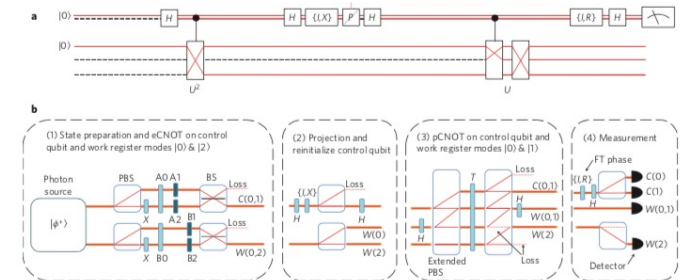 a
|0⟩ H H {I,X} P H {I,R} H
|0⟩
U² U
b
(1) State preparation and eCNOT on control
qubit and work register modes |0⟩ & |2⟩
(2) Projection and
reinitialize control qubit
(3) pCNOT on control qubit and
work register modes |0⟩ & |1⟩
(4) Measurement
Photon
source
|ϕ⁺⟩
PBS A0 A1 BS
Loss
C(0,1)
X A2 B1
Loss
X B0 B2 W(0,2)
{I,X} Loss
H H
W(0)
W(2)
T Loss
C(0,1)
H
W(0,1)
H W(2)
Loss
Extended
PBS
FT phase
{I,R} C(0)
C(1)
H W(0,1)
W(2)
Detector